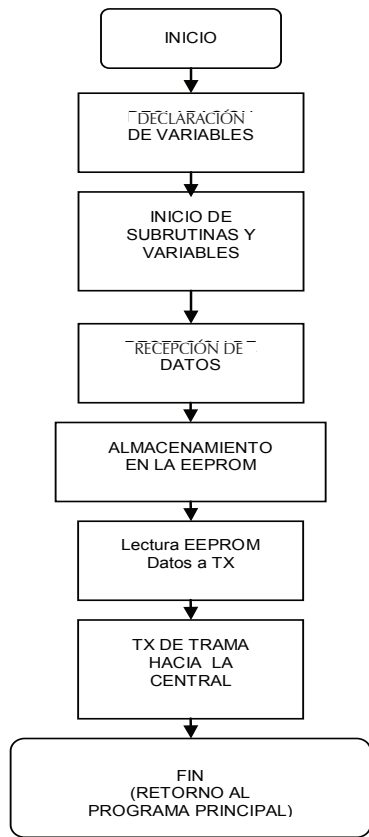 INICIO
DECLARACIÓN
DE VARIABLES
INICIO DE
SUBRUTINAS Y
VARIABLES
RECEPCIÓN DE
DATOS
ALMACENAMIENTO
EN LA EEPROM
Lectura EEPROM
Datos a TX
TX DE TRAMA
HACIA LA
CENTRAL
FIN
(RETORNO AL
PROGRAMA PRINCIPAL)